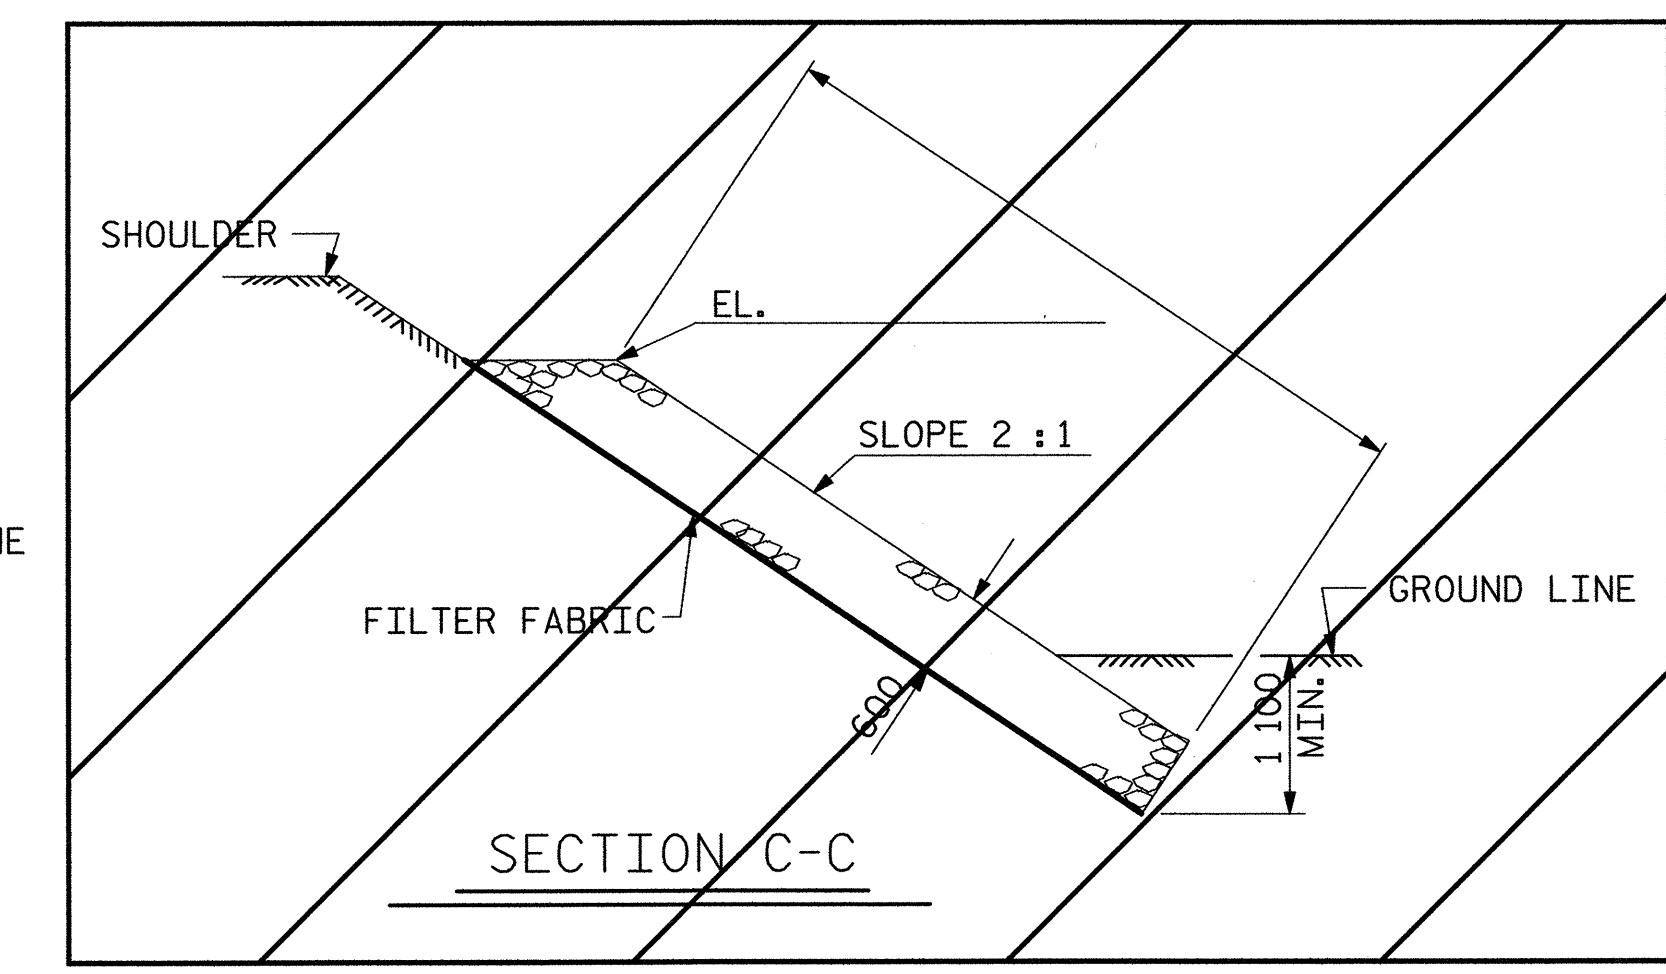 SHOULDER
EL.
SLOPE 2 : 1
FILTER FABRIC
GROUND LINE
600
1 100
MIN.
SECTION C-C